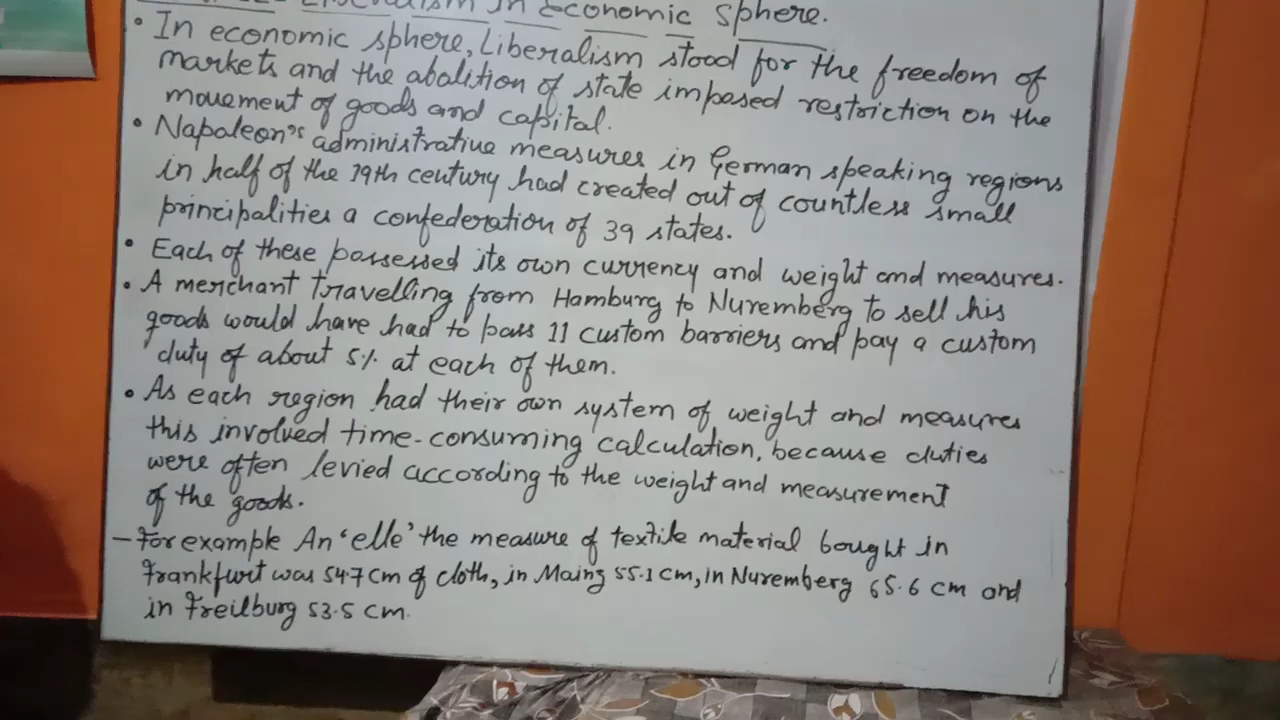 Liberalism in economic sphere.
• In economic sphere, Liberalism stood for the freedom of
markets and the abalition of state imposed restriction on the
movement of goods and capital.
• Napoleon's administrative measures in German speaking regions
in half of the 19th century had created out of countless small
principalities a confederation of 39 states.
• Each of these possessed its own currency and weight and measures.
• A merchant travelling from Hamburg to Nuremberg to sell his
goods would have had to pass 11 custom barriers and pay a custom
duty of about 5% at each of them.
• As each region had their own system of weight and measures
this involved time-consuming calculation, because duties
were often levied according to the weight and measurement
of the goods.
- For example An 'elle' the measure of textile material bought in
Frankfurt was 54.7 cm of cloth, in Mainz 55.1 cm, in Nuremberg 65.6 cm and
in Freilburg 53.5 cm.